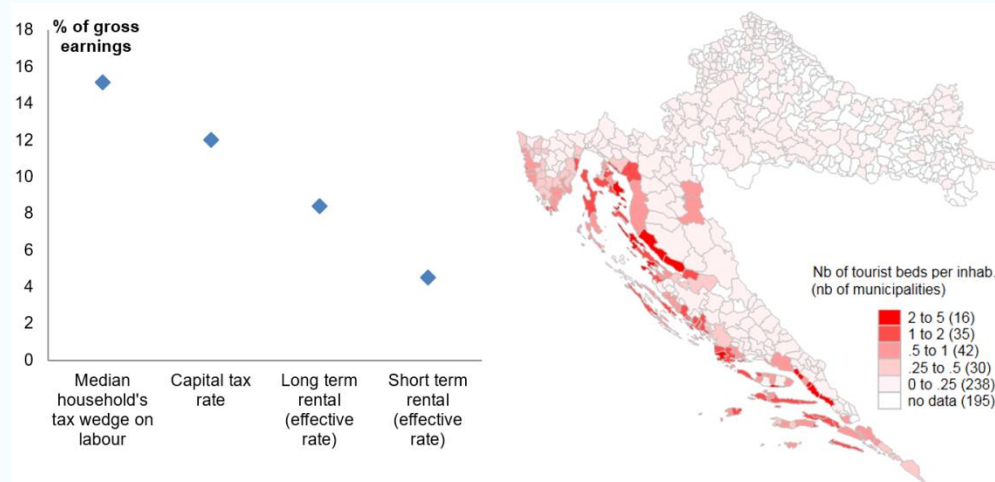 % of gross
earnings
18
16
14
12
10
8
6
4
2
0
Median
household's
tax wedge on
labour
Capital tax
rate
Long term
rental
(effective
rate)
Short term
rental
(effective
rate)
Nb of tourist beds per inhab.
(nb of municipalities)
2 to 5 (16)
1 to 2 (35)
.5 to 1 (42)
.25 to .5 (30)
0 to .25 (238)
no data (195)